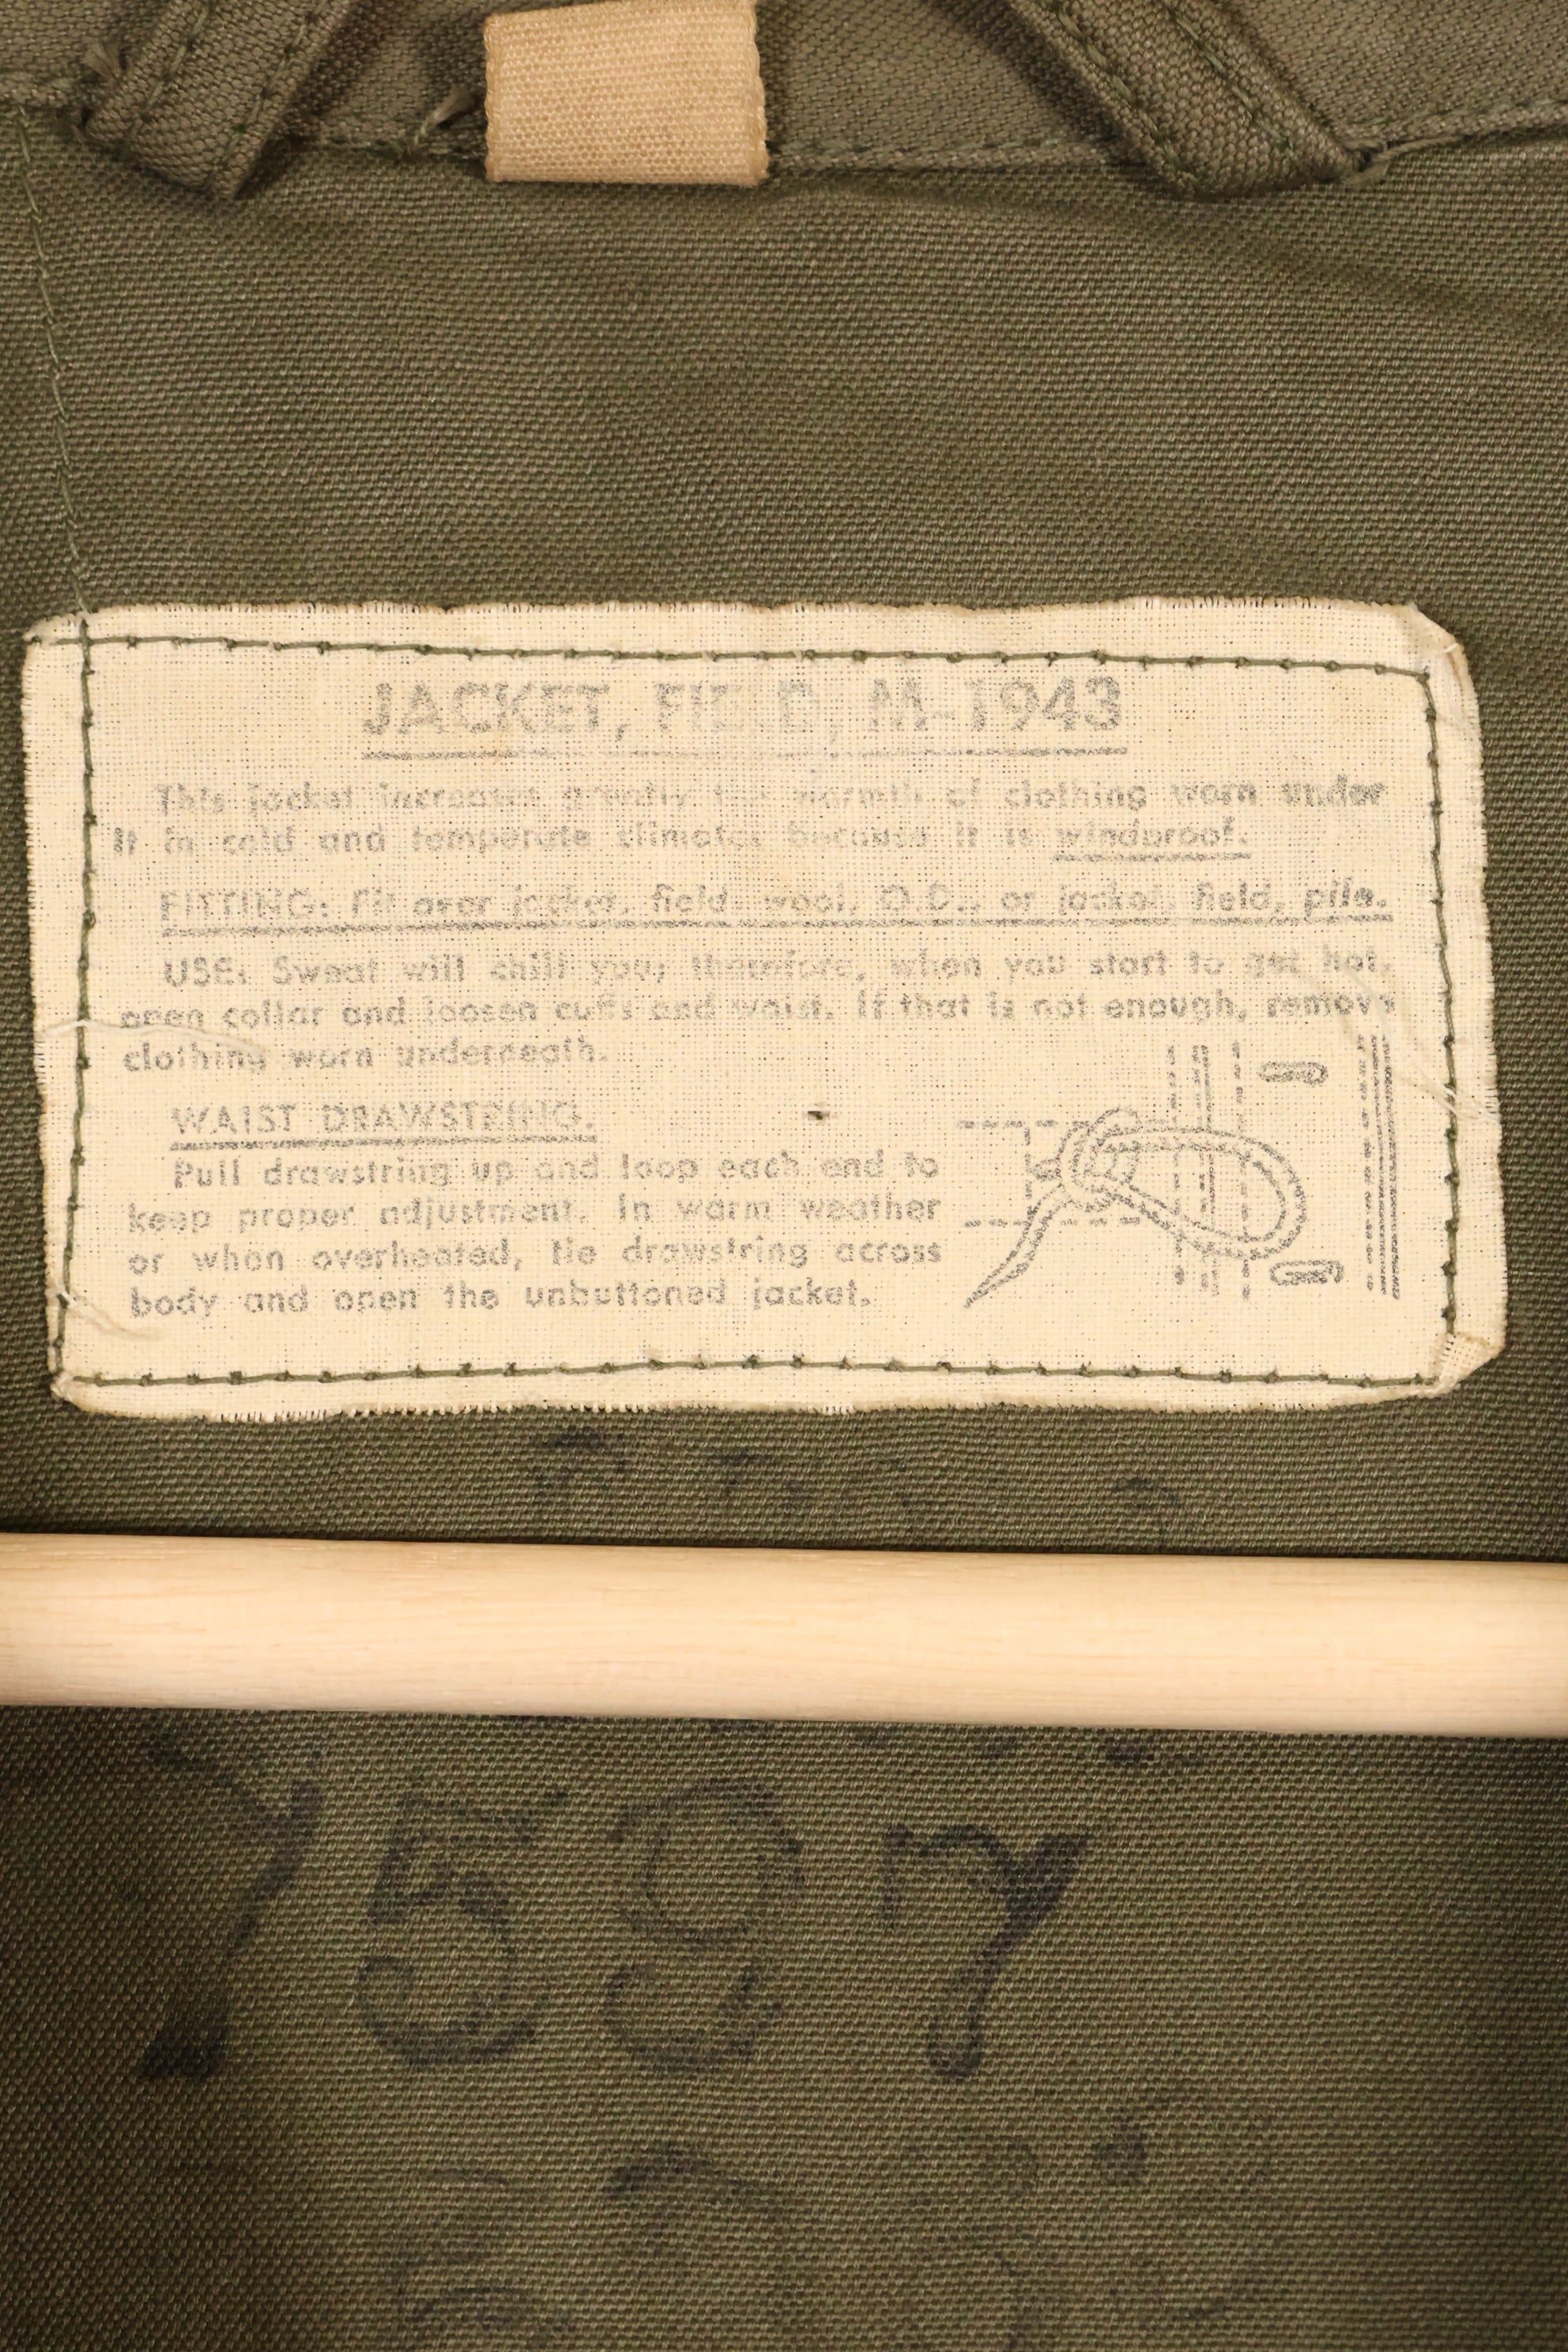 JACKET, FIELD, M-1943
This jacket increases greatly the warmth of clothing worn under
it in cold and temperate climates because it is windproof.
FITTING: Fit over jacket, field, wool, O.D., or jacket, field, pile.
USE: Sweat will chill you; therefore, when you start to get hot,
open collar and loosen cuffs and waist. If that is not enough, remove
clothing worn underneath.
WAIST DRAWSTRING.
Pull drawstring up and loop each end to
keep proper adjustment. In warm weather
or when overheated, tie drawstring across
body and open the unbuttoned jacket.
7597